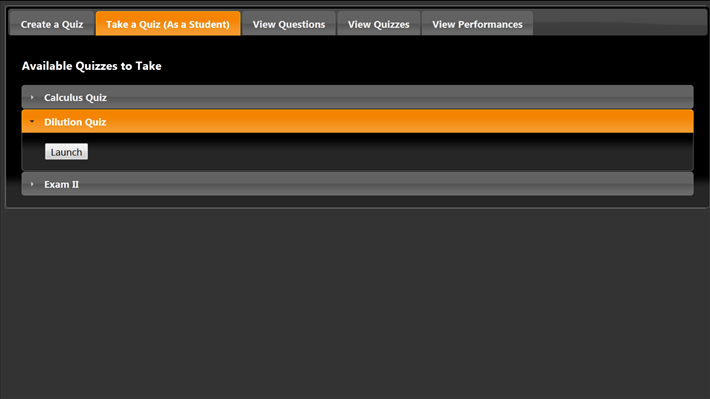 Create a Quiz Take a Quiz (As a Student) View Questions View Quizzes View Performances
Available Quizzes to Take
Calculus Quiz
Dilution Quiz
Launch
Exam II